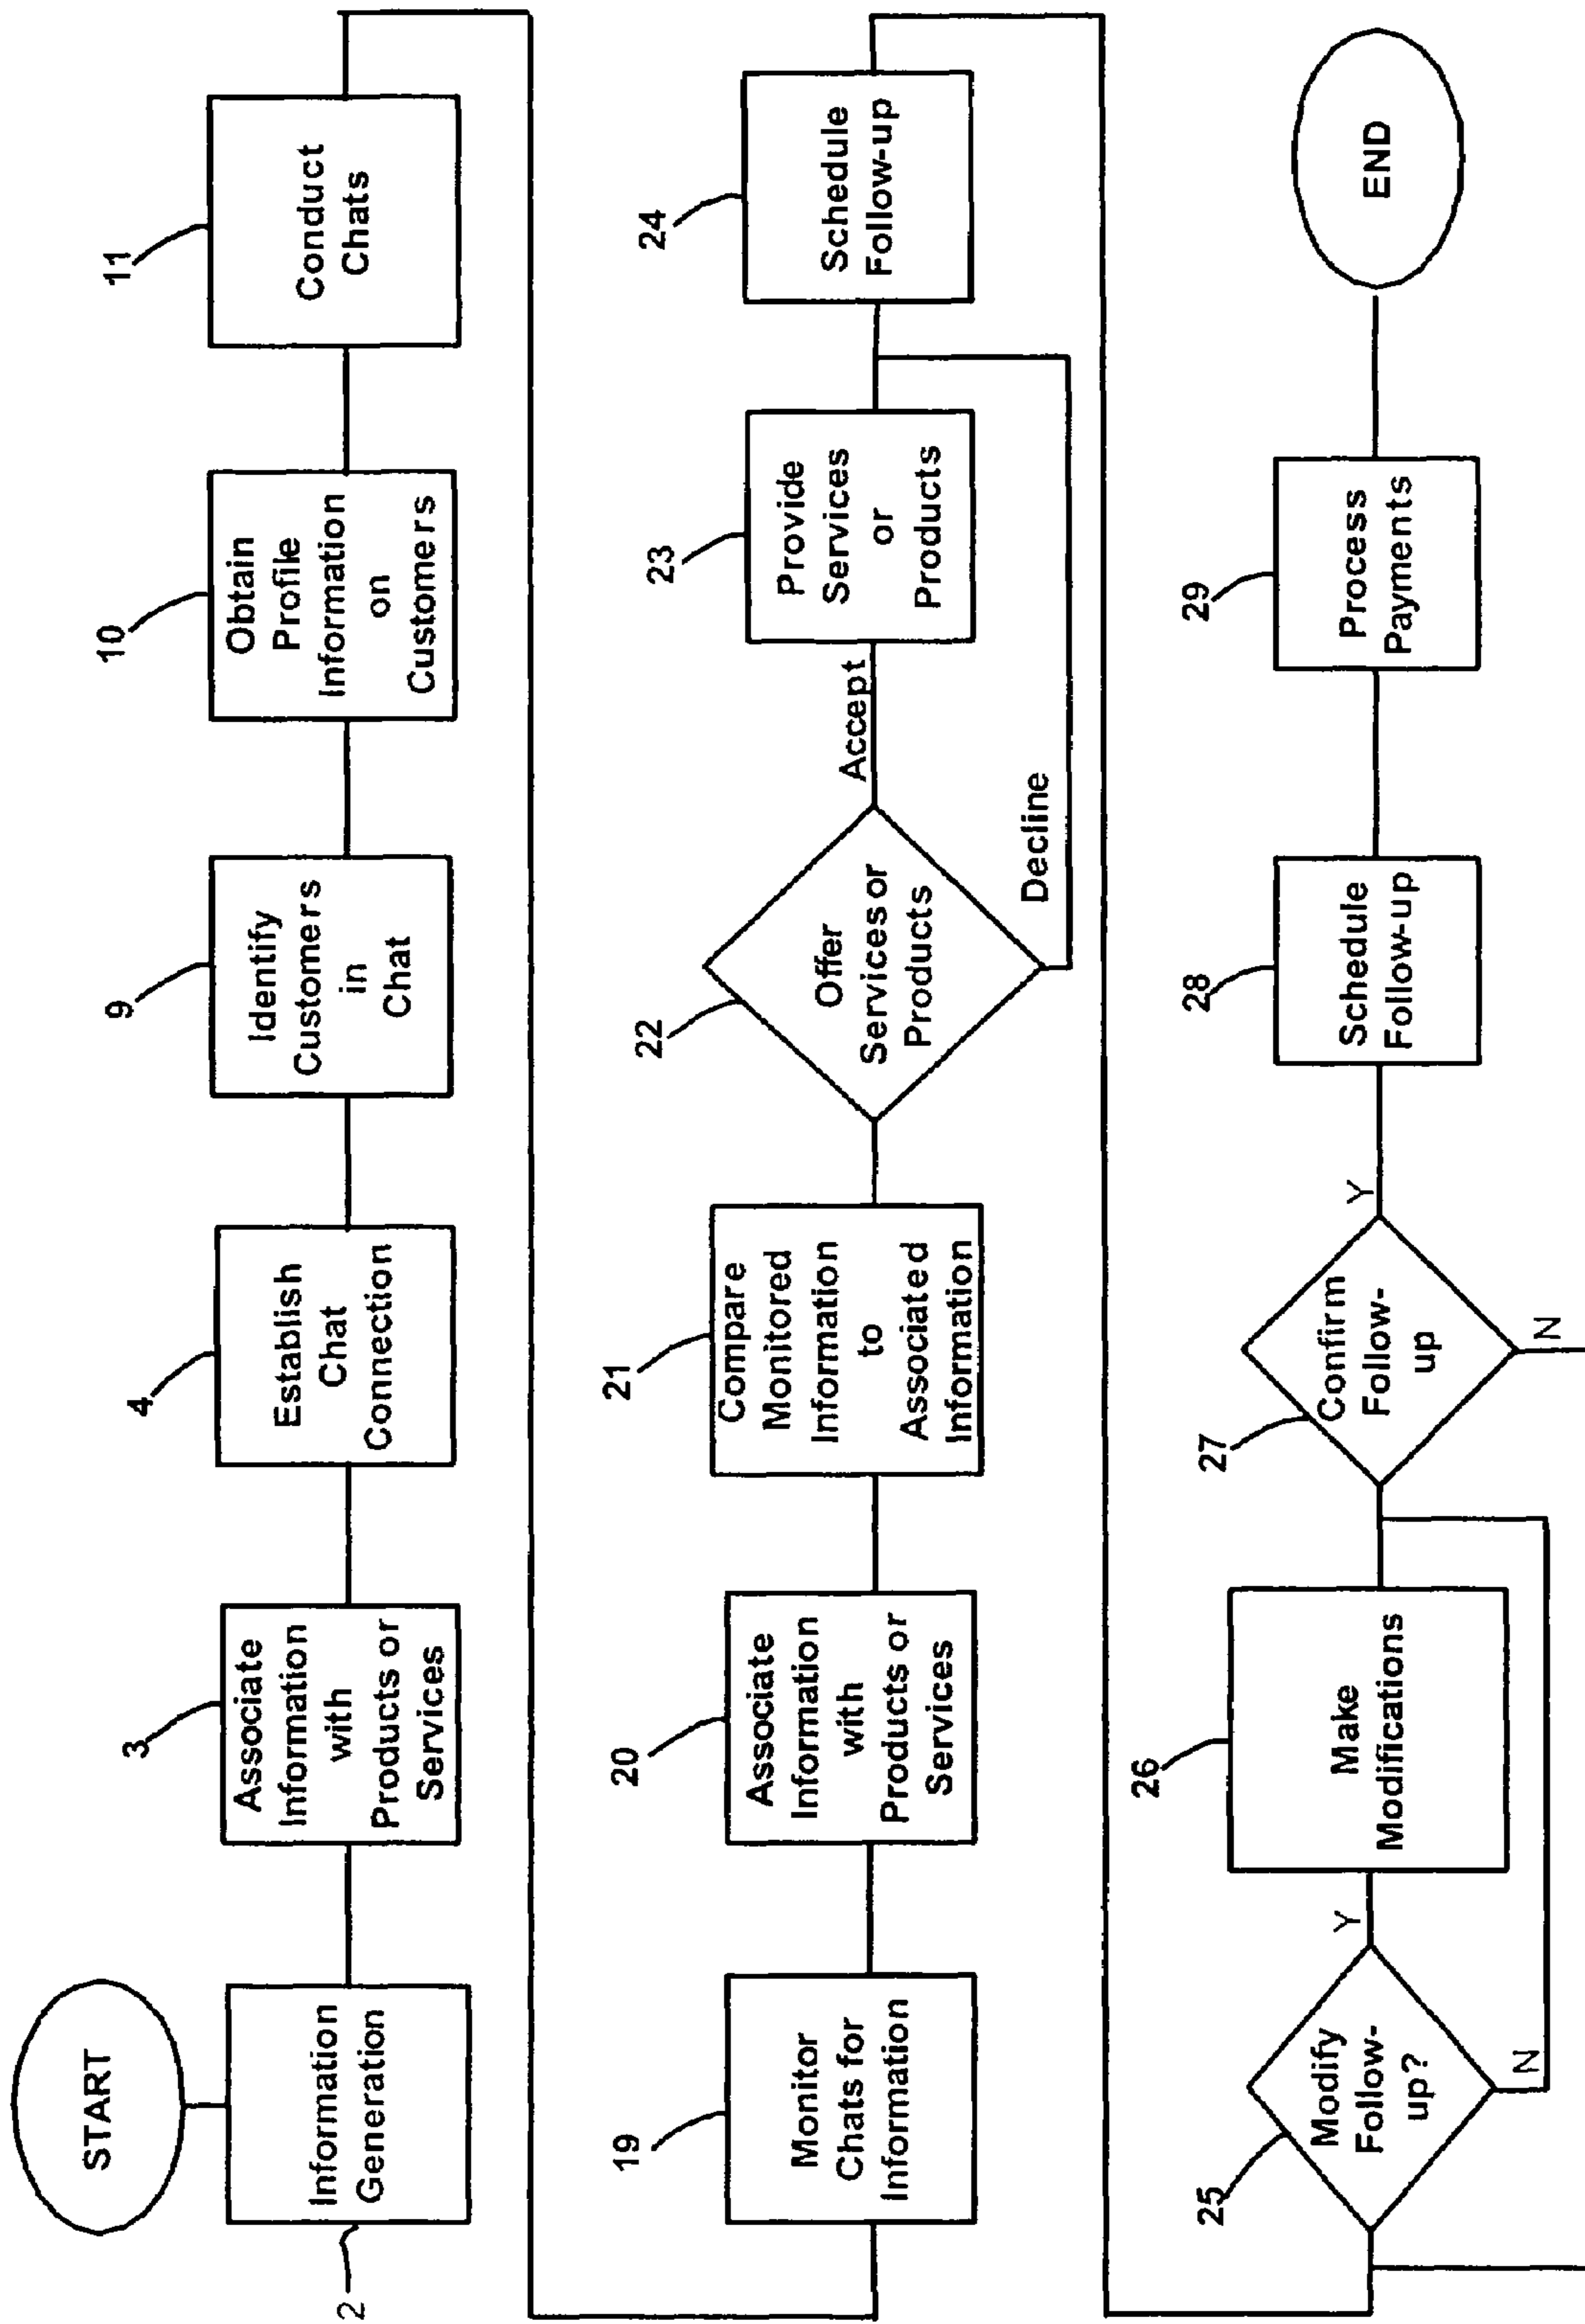 START
2
Information
Generation
3
Associate
Information
with
Products or
Services
4
Establish
Chat
Connection
9
Identify
Customers
in
Chat
10
Obtain
Profile
Information
on
Customers
11
Conduct
Chats
19
Monitor
Chats for
Information
20
Associate
Information
with
Products or
Services
21
Compare
Monitored
Information
to
Associated
Information
22
Offer
Services or
Products
Accept
Decline
23
Provide
Services
or
Products
24
Schedule
Follow-up
25
Modify
Follow-
up?
Y
N
26
Make
Modifications
27
Confirm
Follow-
up
Y
N
28
Schedule
Follow-up
29
Process
Payments
END